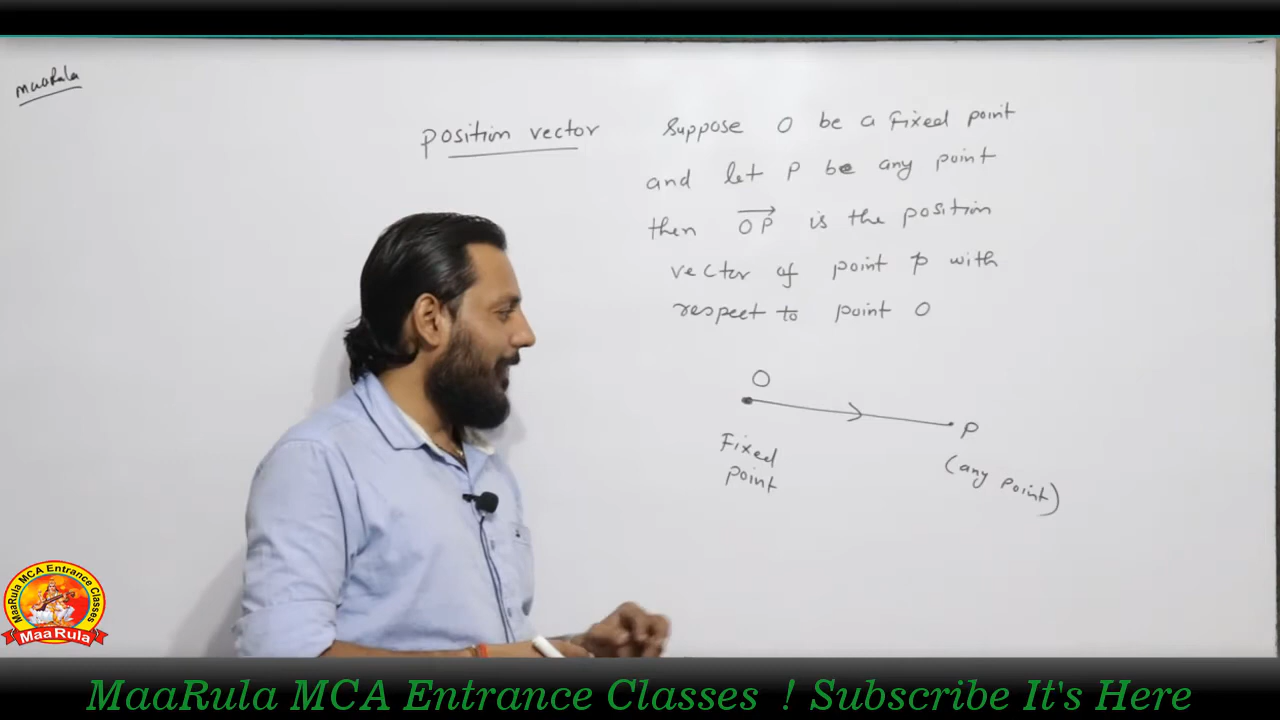 MaaRula
position vector
Suppose O be a Fixed point
and let P be any point
then OP is the position
vector of point P with
respect to point O
O
P
Fixed
point
(any point)
MaaRula MCA Entrance Classes
MaaRula
MaaRula MCA Entrance Classes ! Subscribe It's Here